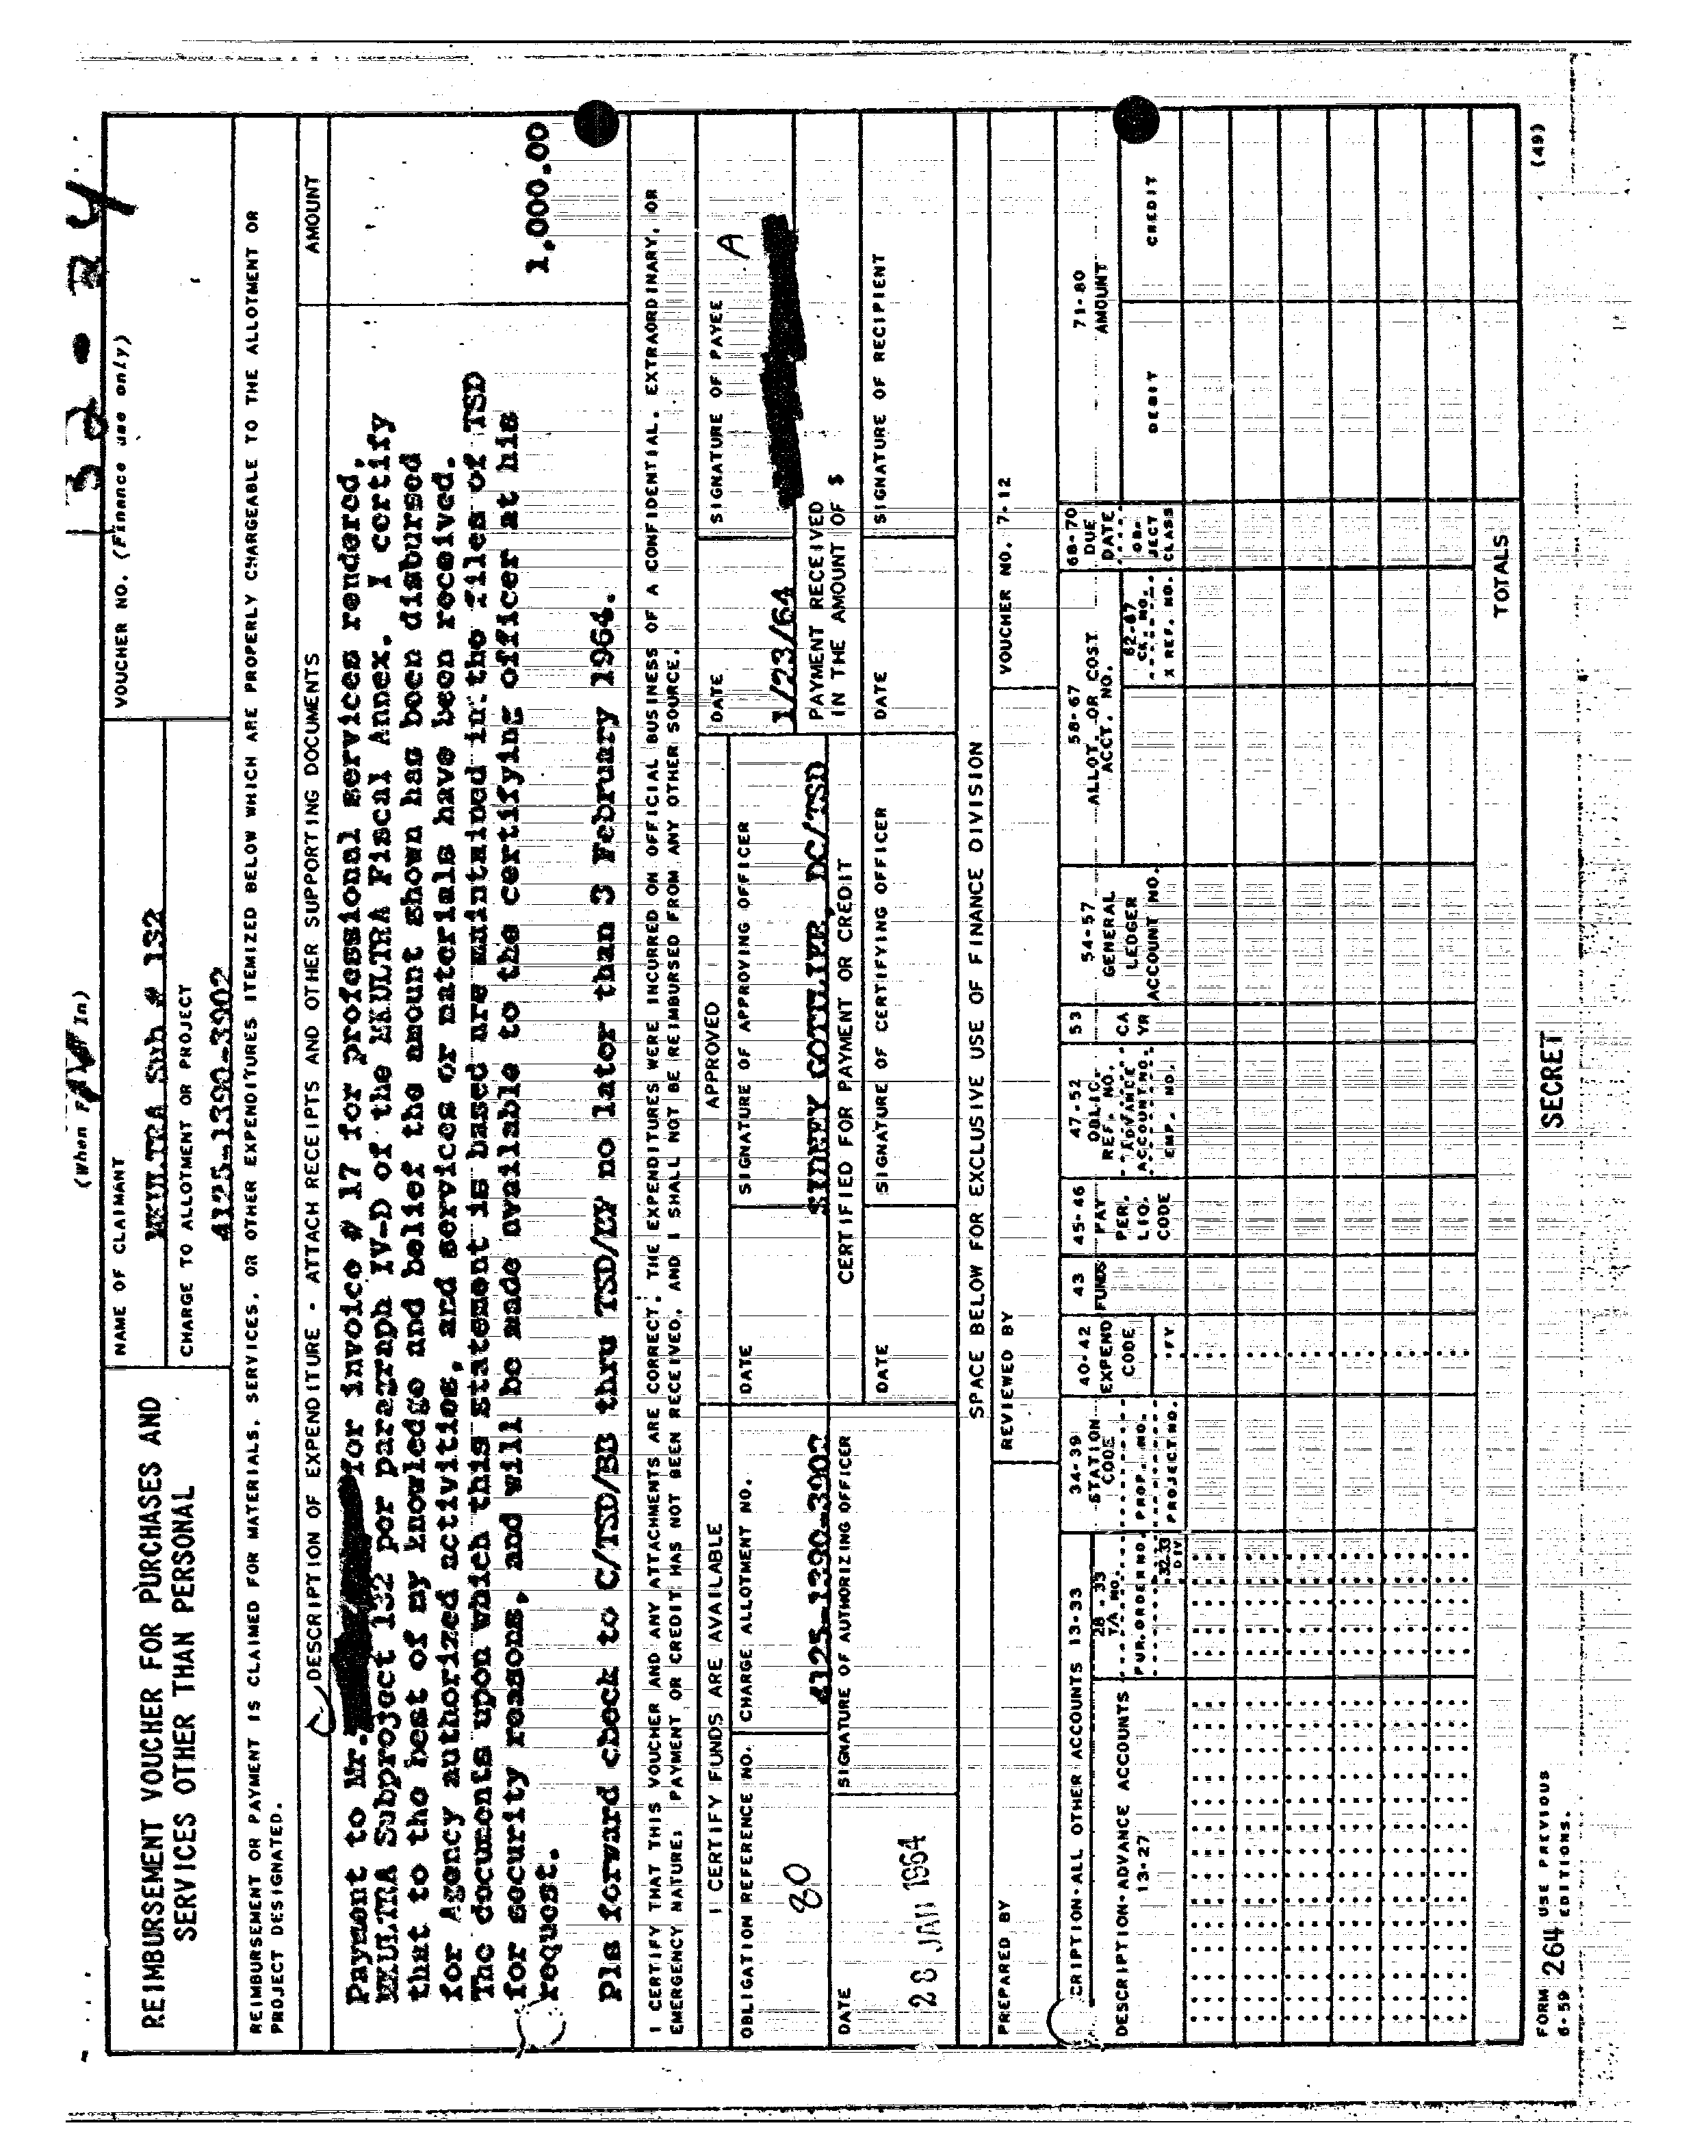 132-24
(When F In)
REIMBURSEMENT VOUCHER FOR PURCHASES AND
SERVICES OTHER THAN PERSONAL
NAME OF CLAIMANT
MKULTRA Sub # 132
CHARGE TO ALLOTMENT OR PROJECT
4125-1390-3902
VOUCHER NO. (Finance use only)
REIMBURSEMENT OR PAYMENT IS CLAIMED FOR MATERIALS, SERVICES, OR OTHER EXPENDITURES ITEMIZED BELOW WHICH ARE PROPERLY CHARGEABLE TO THE ALLOTMENT OR
PROJECT DESIGNATED.
DESCRIPTION OF EXPENDITURE - ATTACH RECEIPTS AND OTHER SUPPORTING DOCUMENTS
AMOUNT
Payment to Mr. for invoice # 17 for professional services rendered,
MKULTRA Subproject 132 per paragraph IV-D of the MKULTRA Fiscal Annex. I certify
that to the best of my knowledge and belief the amount shown has been disbursed
for Agency authorized activities, and services or materials have been received.
The documents upon which this statement is based are maintained in the files of TSD
for security reasons, and will be made available to the certifying officer at his
request.
1,000.00
Pls forward check to C/TSD/BB thru TSD/ no later than 3 February 1964.
I CERTIFY THAT THIS VOUCHER AND ANY ATTACHMENTS ARE CORRECT. THE EXPENDITURES WERE INCURRED ON OFFICIAL BUSINESS OF A CONFIDENTIAL, EXTRAORDINARY, OR
EMERGENCY NATURE; PAYMENT OR CREDIT HAS NOT BEEN RECEIVED, AND I SHALL NOT BE REIMBURSED FROM ANY OTHER SOURCE.
I CERTIFY FUNDS ARE AVAILABLE
APPROVED
DATE
1/23/64
SIGNATURE OF PAYEE
A
OBLIGATION REFERENCE NO.
80
CHARGE ALLOTMENT NO.
4125-1390-3902
DATE
SIGNATURE OF APPROVING OFFICER
SIDNEY GOTTLIEB, DC/TSD
PAYMENT RECEIVED
IN THE AMOUNT OF $
DATE
28 JAN 1964
SIGNATURE OF AUTHORIZING OFFICER
CERTIFIED FOR PAYMENT OR CREDIT
DATE
SIGNATURE OF CERTIFYING OFFICER
DATE
SIGNATURE OF RECIPIENT
SPACE BELOW FOR EXCLUSIVE USE OF FINANCE DIVISION
PREPARED BY
REVIEWED BY
VOUCHER NO. 7-12
CRIPTION-ALL OTHER ACCOUNTS 13-33
DESCRIPTION-ADVANCE ACCOUNTS
13-27
28 - 33
T/A NO.
PUR.ORDER NO.
32-33
DIV
34-39
STATION
CODE
PROP. NO.
PROJECT NO.
40-42
EXPEND
CODE
FY
43
FUNDS
45-46
PAY
PER.
LIQ.
CODE
47-52
OBLIG.
REF. NO.
ADVANCE
ACCOUNT NO.
EMP. NO.
53
CA
YR
54-57
GENERAL
LEDGER
ACCOUNT NO.
58-67
ALLOT. OR COST
ACCT. NO.
62-67
CK. NO.
X REF. NO.
68-70
DUE
DATE
OB-
JECT
CLASS
71-80
AMOUNT
DEBIT
CREDIT
TOTALS
FORM 264 USE PREVIOUS
6-59 EDITIONS.
SECRET
(49)